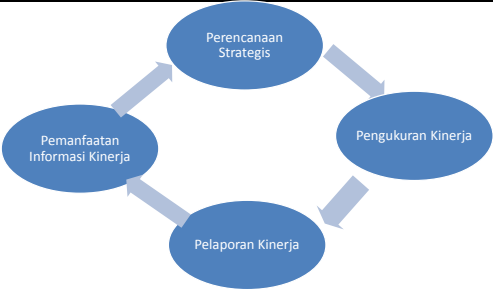 Perencanaan
Strategis
Pengukuran Kinerja
Pelaporan Kinerja
Pemanfaatan
Informasi Kinerja